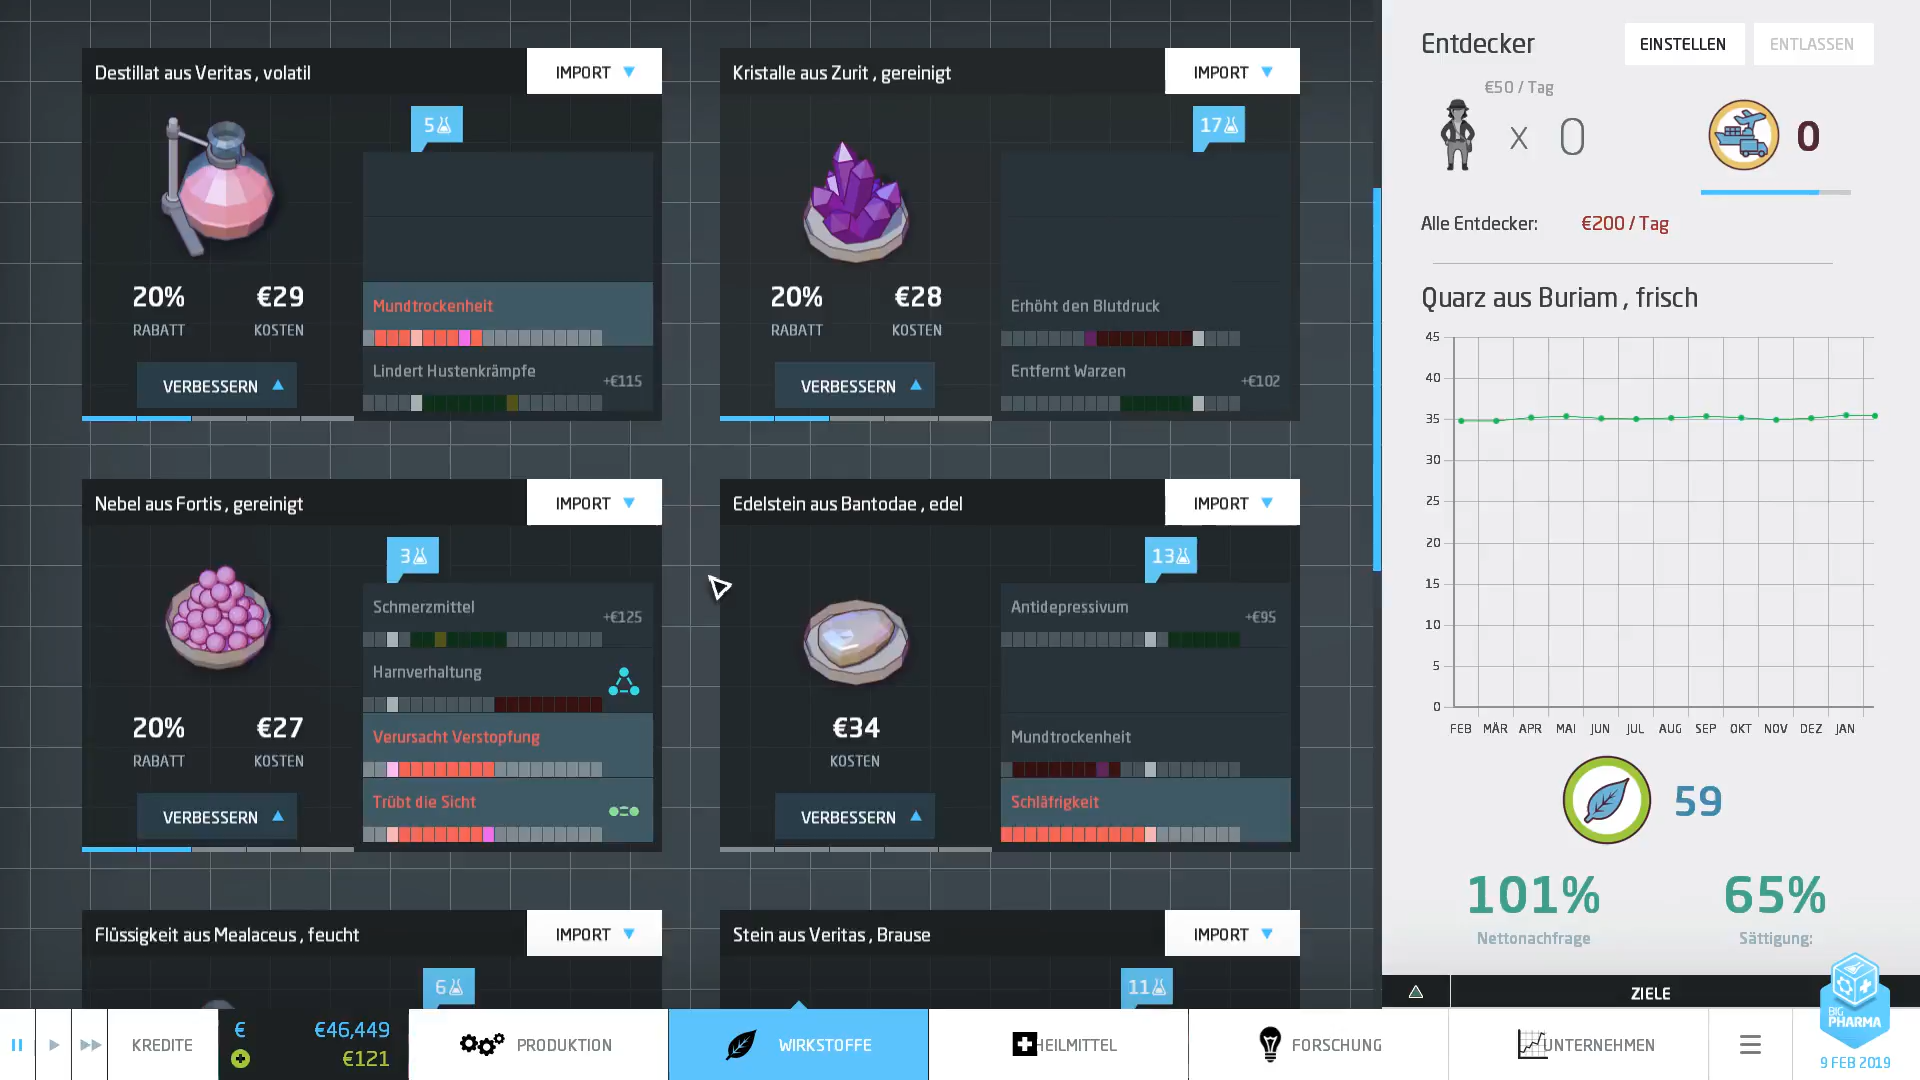 Destillat aus Veritas , volatil
IMPORT
5
20%
RABATT
€29
KOSTEN
VERBESSERN
Mundtrockenheit
Lindert Hustenkrämpfe
+€115
Kristalle aus Zurit , gereinigt
IMPORT
17
20%
RABATT
€28
KOSTEN
VERBESSERN
Erhöht den Blutdruck
Entfernt Warzen
+€102
Nebel aus Fortis , gereinigt
IMPORT
3
20%
RABATT
€27
KOSTEN
VERBESSERN
Schmerzmittel
+€125
Harnverhaltung
Verursacht Verstopfung
Trübt die Sicht
Edelstein aus Bantodae , edel
IMPORT
13
€34
KOSTEN
VERBESSERN
Antidepressivum
+€95
Mundtrockenheit
Schläfrigkeit
Flüssigkeit aus Mealaceus , feucht
IMPORT
6
Stein aus Veritas , Brause
IMPORT
11
Entdecker
EINSTELLEN
ENTLASSEN
€50 / Tag
X 0
0
Alle Entdecker: €200 / Tag
Quarz aus Buriam , frisch
45
40
35
30
25
20
15
10
5
0
FEB MÄR APR MAI JUN JUL AUG SEP OKT NOV DEZ JAN
59
101%
Nettonachfrage
65%
Sättigung:
ZIELE
KREDITE
€ €46,449
€121
PRODUKTION
WIRKSTOFFE
HEILMITTEL
FORSCHUNG
UNTERNEHMEN
BIG
PHARMA
9 FEB 2019